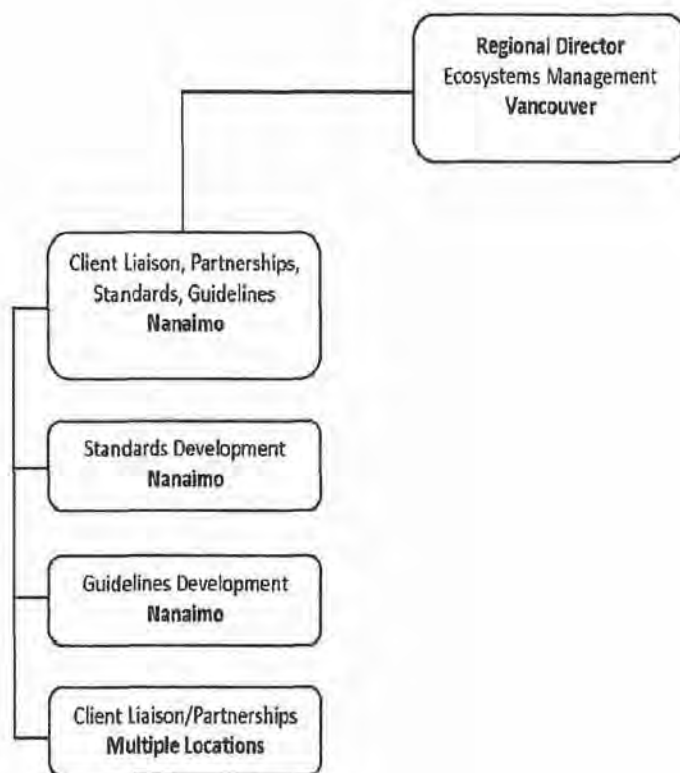 Regional Director
Ecosystems Management
Vancouver
Client Liaison, Partnerships,
Standards, Guidelines
Nanaimo
Standards Development
Nanaimo
Guidelines Development
Nanaimo
Client Liaison/Partnerships
Multiple Locations